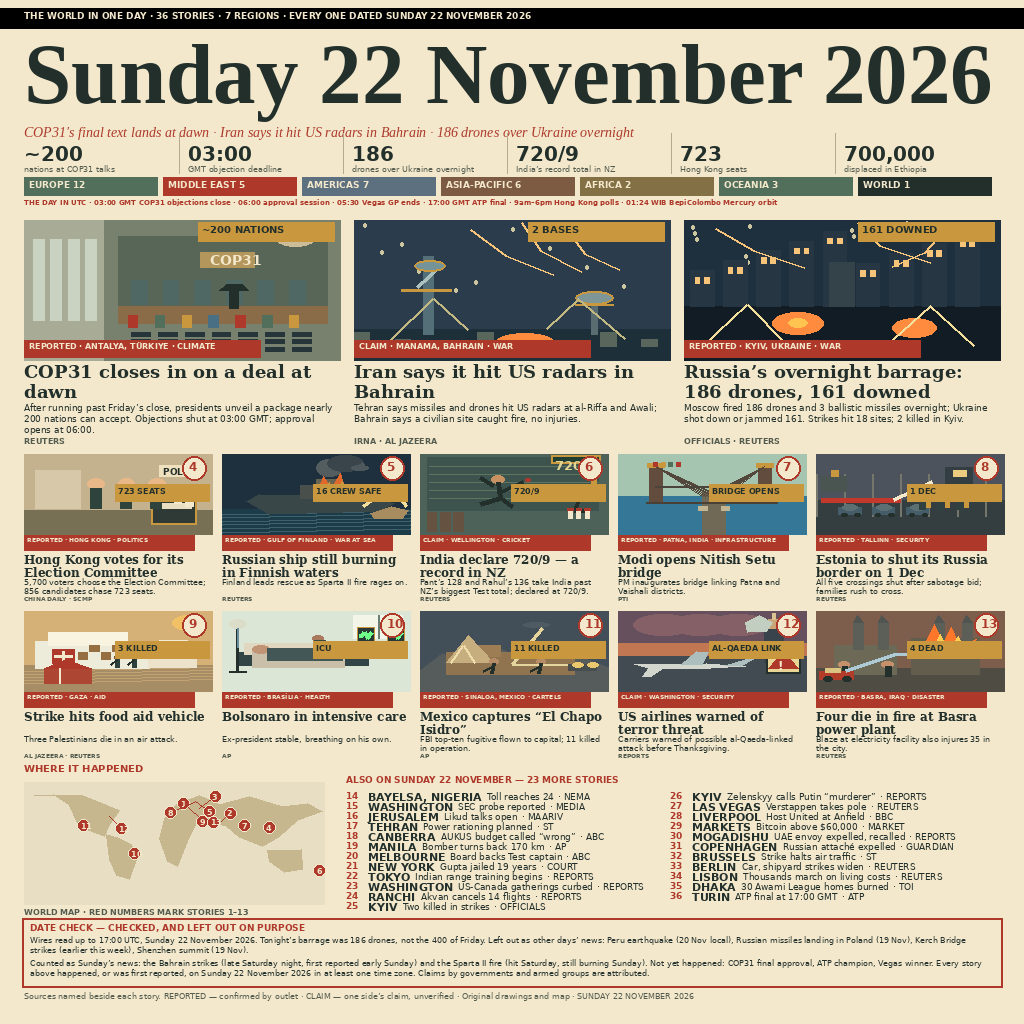 THE WORLD IN ONE DAY · 36 STORIES · 7 REGIONS · EVERY ONE DATED SUNDAY 22 NOVEMBER 2026
Sunday 22 November 2026
COP31's final text lands at dawn · Iran says it hit US radars in Bahrain · 186 drones over Ukraine overnight
~200
nations at COP31 talks
03:00
GMT objection deadline
186
drones over Ukraine overnight
720/9
India's record total in NZ
723
Hong Kong seats
700,000
displaced in Ethiopia
EUROPE 12
MIDDLE EAST 5
AMERICAS 7
ASIA-PACIFIC 6
AFRICA 2
OCEANIA 3
WORLD 1
THE DAY IN UTC · 03:00 GMT COP31 objections close · 06:00 approval session · 05:30 Vegas GP ends · 17:00 GMT ATP final · 9am–6pm Hong Kong polls · 01:24 WIB BepiColombo Mercury orbit
~200 NATIONS
COP31
REPORTED · ANTALYA, TÜRKIYE · CLIMATE
COP31 closes in on a deal at
dawn
After running past Friday's close, presidents unveil a package nearly
200 nations can accept. Objections shut at 03:00 GMT; approval
opens at 06:00.
REUTERS
2 BASES
CLAIM · MANAMA, BAHRAIN · WAR
Iran says it hit US radars in
Bahrain
Tehran says missiles and drones hit US radars at al-Riffa and Awali;
Bahrain says a civilian site caught fire, no injuries.
IRNA · AL JAZEERA
161 DOWNED
REPORTED · KYIV, UKRAINE · WAR
Russia's overnight barrage:
186 drones, 161 downed
Moscow fired 186 drones and 3 ballistic missiles overnight; Ukraine
shot down or jammed 161. Strikes hit 18 sites; 2 killed in Kyiv.
OFFICIALS · REUTERS
POL
4
723 SEATS
REPORTED · HONG KONG · POLITICS
Hong Kong votes for its
Election Committee
5,700 voters choose the Election Committee;
856 candidates chase 723 seats.
CHINA DAILY · SCMP
5
16 CREW SAFE
REPORTED · GULF OF FINLAND · WAR AT SEA
Russian ship still burning
in Finnish waters
Finland leads rescue as Sparta II fire rages on.
REUTERS
720
6
720/9
CLAIM · WELLINGTON · CRICKET
India declare 720/9 — a
record in NZ
Pant's 128 and Rahul's 136 take India past
NZ's biggest Test total; declared at 720/9.
REUTERS
7
BRIDGE OPENS
REPORTED · PATNA, INDIA · INFRASTRUCTURE
Modi opens Nitish Setu
bridge
PM inaugurates bridge linking Patna and
Vaishali districts.
PTI
8
1 DEC
REPORTED · TALLINN · SECURITY
Estonia to shut its Russia
border on 1 Dec
All five crossings shut after sabotage bid;
families rush to cross.
REUTERS
9
3 KILLED
REPORTED · GAZA · AID
Strike hits food aid vehicle
Three Palestinians die in an air attack.
AL JAZEERA · REUTERS
10
ICU
REPORTED · BRASÍLIA · HEALTH
Bolsonaro in intensive care
Ex-president stable, breathing on his own.
AP
11
11 KILLED
REPORTED · SINALOA, MEXICO · CARTELS
Mexico captures “El Chapo
Isidro”
FBI top-ten fugitive flown to capital; 11 killed
in operation.
AP
12
AL-QAEDA LINK
CLAIM · WASHINGTON · SECURITY
US airlines warned of
terror threat
Carriers warned of possible al-Qaeda-linked
attack before Thanksgiving.
REPORTS
13
4 DEAD
REPORTED · BASRA, IRAQ · DISASTER
Four die in fire at Basra
power plant
Blaze at electricity facility also injures 35 in
the city.
REUTERS
WHERE IT HAPPENED
3
1
8
5
2
9
7
4
6
WORLD MAP · RED NUMBERS MARK STORIES 1–13
ALSO ON SUNDAY 22 NOVEMBER — 23 MORE STORIES
14 BAYELSA, NIGERIA Toll reaches 24 · NEMA
15 WASHINGTON SEC probe reported · MEDIA
16 JERUSALEM Likud talks open · MAARIV
17 TEHRAN Power rationing planned · ST
18 CANBERRA AUKUS budget called “wrong” · ABC
19 MANILA Bomber turns back 170 km · AP
20 MELBOURNE Board backs Test captain · ABC
21 NEW YORK Gupta jailed 19 years · COURT
22 TOKYO Indian range training begins · REPORTS
23 WASHINGTON US-Canada gatherings curbed · REPORTS
24 RANCHI Akvan cancels 14 flights · REPORTS
25 KYIV Two killed in strikes · OFFICIALS
26 KYIV Zelenskyy calls Putin “murderer” · REPORTS
27 LAS VEGAS Verstappen takes pole · REUTERS
28 LIVERPOOL Host United at Anfield · BBC
29 MARKETS Bitcoin above $60,000 · MARKET
30 MOGADISHU UAE envoy expelled, recalled · REPORTS
31 COPENHAGEN Russian attaché expelled · GUARDIAN
32 BRUSSELS Strike halts air traffic · ST
33 BERLIN Car, shipyard strikes widen · REUTERS
34 LISBON Thousands march on living costs · REUTERS
35 DHAKA 30 Awami League homes burned · TOI
36 TURIN ATP final at 17:00 GMT · ATP
DATE CHECK — CHECKED, AND LEFT OUT ON PURPOSE
Wires read up to 17:00 UTC, Sunday 22 November 2026. Tonight's barrage was 186 drones, not the 400 of Friday. Left out as other days' news: Peru earthquake (20 Nov local), Russian missiles landing in Poland (19 Nov), Kerch Bridge
strikes (earlier this week), Shenzhen summit (19 Nov).
Counted as Sunday's news: the Bahrain strikes (late Saturday night, first reported early Sunday) and the Sparta II fire (hit Saturday, still burning Sunday). Not yet happened: COP31 final approval, ATP champion, Vegas winner. Every story
above happened, or was first reported, on Sunday 22 November 2026 in at least one time zone. Claims by governments and armed groups are attributed.
Sources named beside each story. REPORTED — confirmed by outlet · CLAIM — one side's claim, unverified · Original drawings and map · SUNDAY 22 NOVEMBER 2026